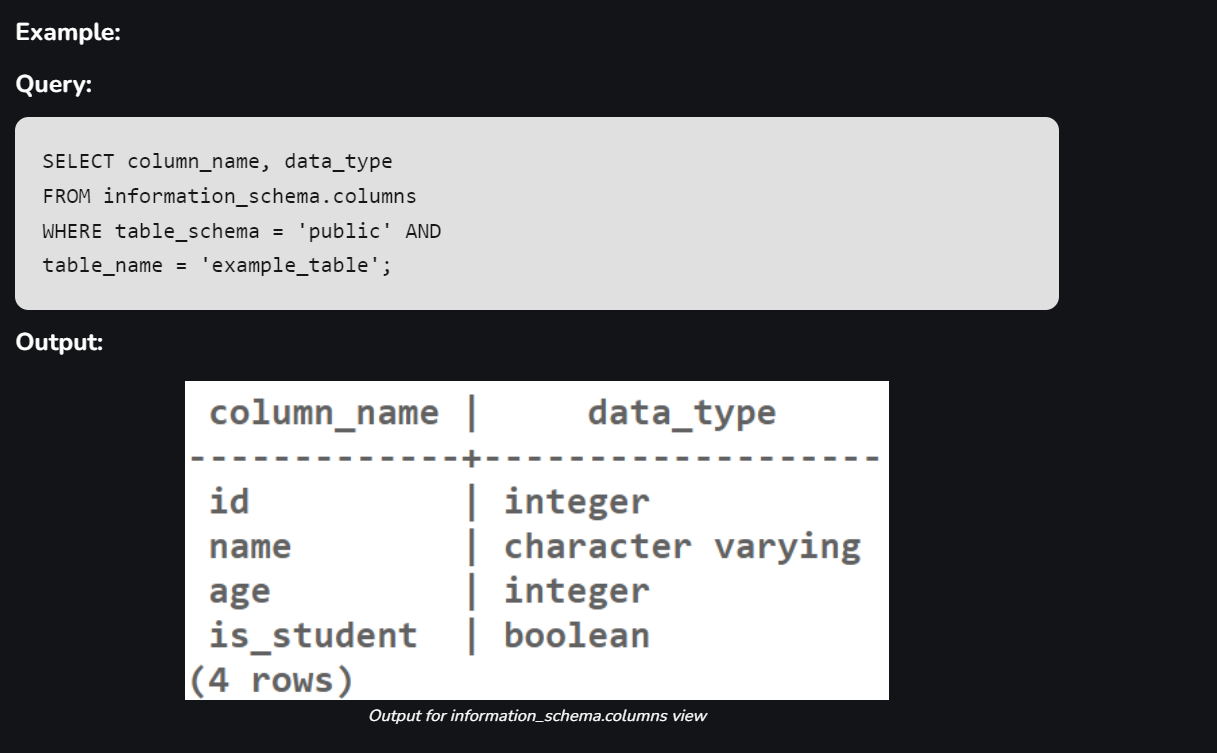 Example:
Query:
SELECT column_name, data_type
FROM information_schema.columns
WHERE table_schema = 'public' AND
table_name = 'example_table';
Output:
column_name |     data_type
-------------+-------------------
id          | integer
name        | character varying
age         | integer
is_student  | boolean
(4 rows)
Output for information_schema.columns view